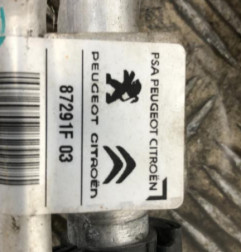 PSA PEUGEOT CITROËN
PEUGEOT CITROËN
87291F 03